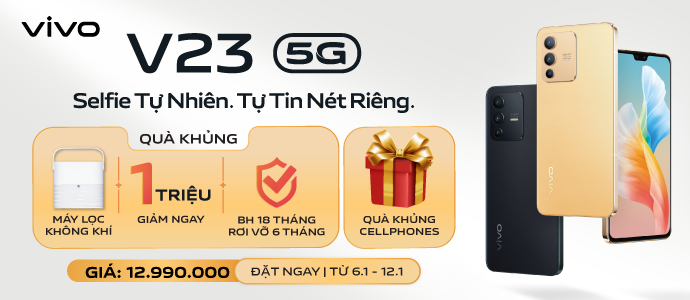 vivo
V23 5G
Selfie Tự Nhiên. Tự Tin Nét Riêng.
QUÀ KHỦNG
MÁY LỌC
KHÔNG KHÍ
1 TRIỆU
GIẢM NGAY
BH 18 THÁNG
RƠI VỠ 6 THÁNG
QUÀ KHỦNG
CELLPHONES
GIÁ: 12.990.000
ĐẶT NGAY | TỪ 6.1 - 12.1
vivo
vivo